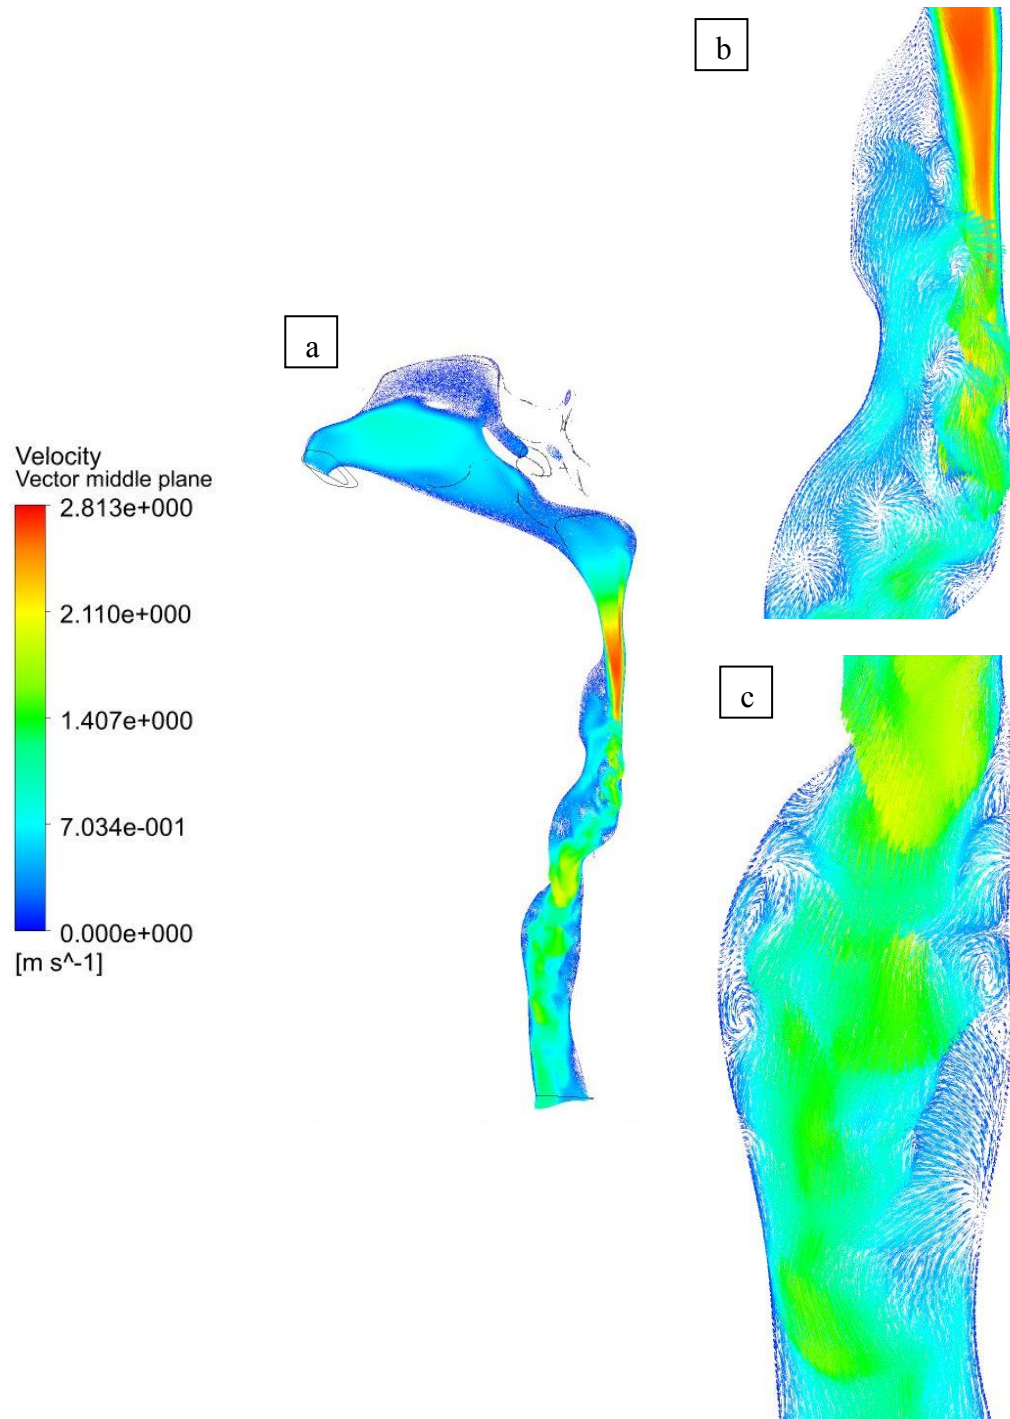 b
a
Velocity
Vector middle plane
2.813e+000
2.110e+000
1.407e+000
7.034e-001
0.000e+000
[m s^-1]
c